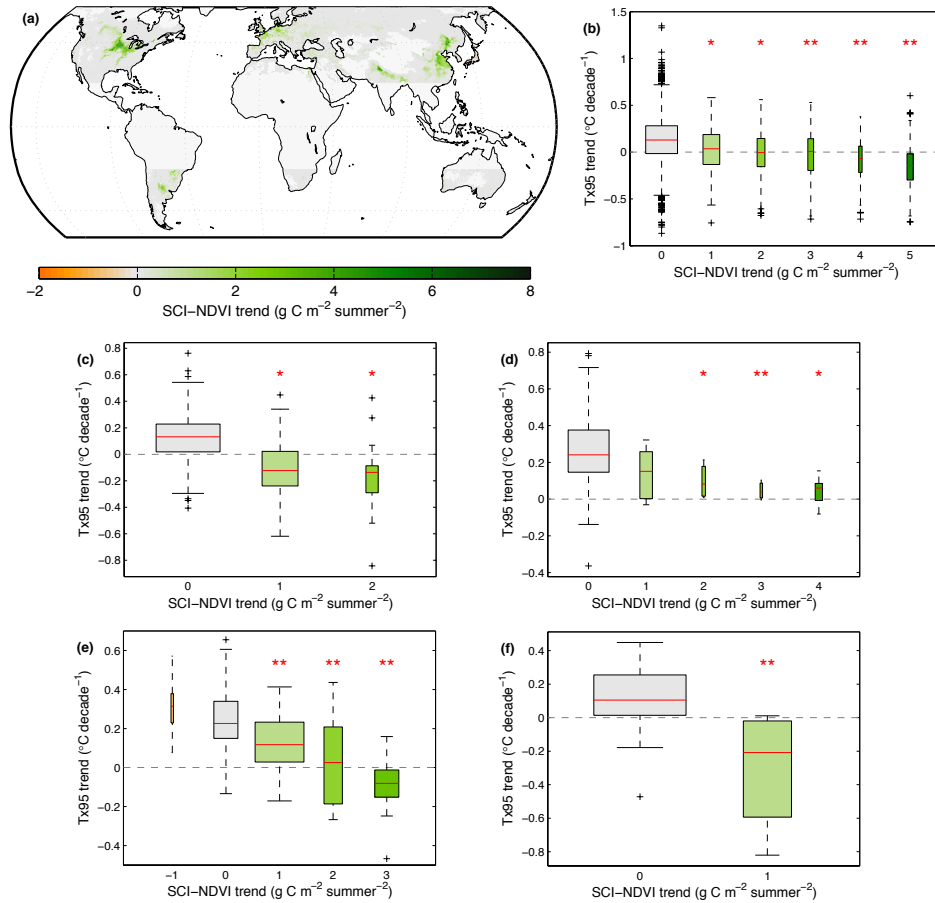 (a)
−2 0 2 4 6 8
SCI−NDVI trend (g C m⁻² summer⁻²)
(b)
Tx95 trend (°C decade⁻¹)
1.5
1
0.5
0
−0.5
−1
* * ** ** **
0 1 2 3 4 5
SCI−NDVI trend (g C m⁻² summer⁻²)
(c)
Tx95 trend (°C decade⁻¹)
0.8
0.6
0.4
0.2
0
−0.2
−0.4
−0.6
−0.8
* *
0 1 2
SCI−NDVI trend (g C m⁻² summer⁻²)
(d)
Tx95 trend (°C decade⁻¹)
0.8
0.6
0.4
0.2
0
−0.2
−0.4
* ** *
0 1 2 3 4
SCI−NDVI trend (g C m⁻² summer⁻²)
(e)
Tx95 trend (°C decade⁻¹)
0.6
0.4
0.2
0
−0.2
−0.4
** ** **
−1 0 1 2 3
SCI−NDVI trend (g C m⁻² summer⁻²)
(f)
Tx95 trend (°C decade⁻¹)
0.4
0.2
0
−0.2
−0.4
−0.6
−0.8
**
0 1
SCI−NDVI trend (g C m⁻² summer⁻²)